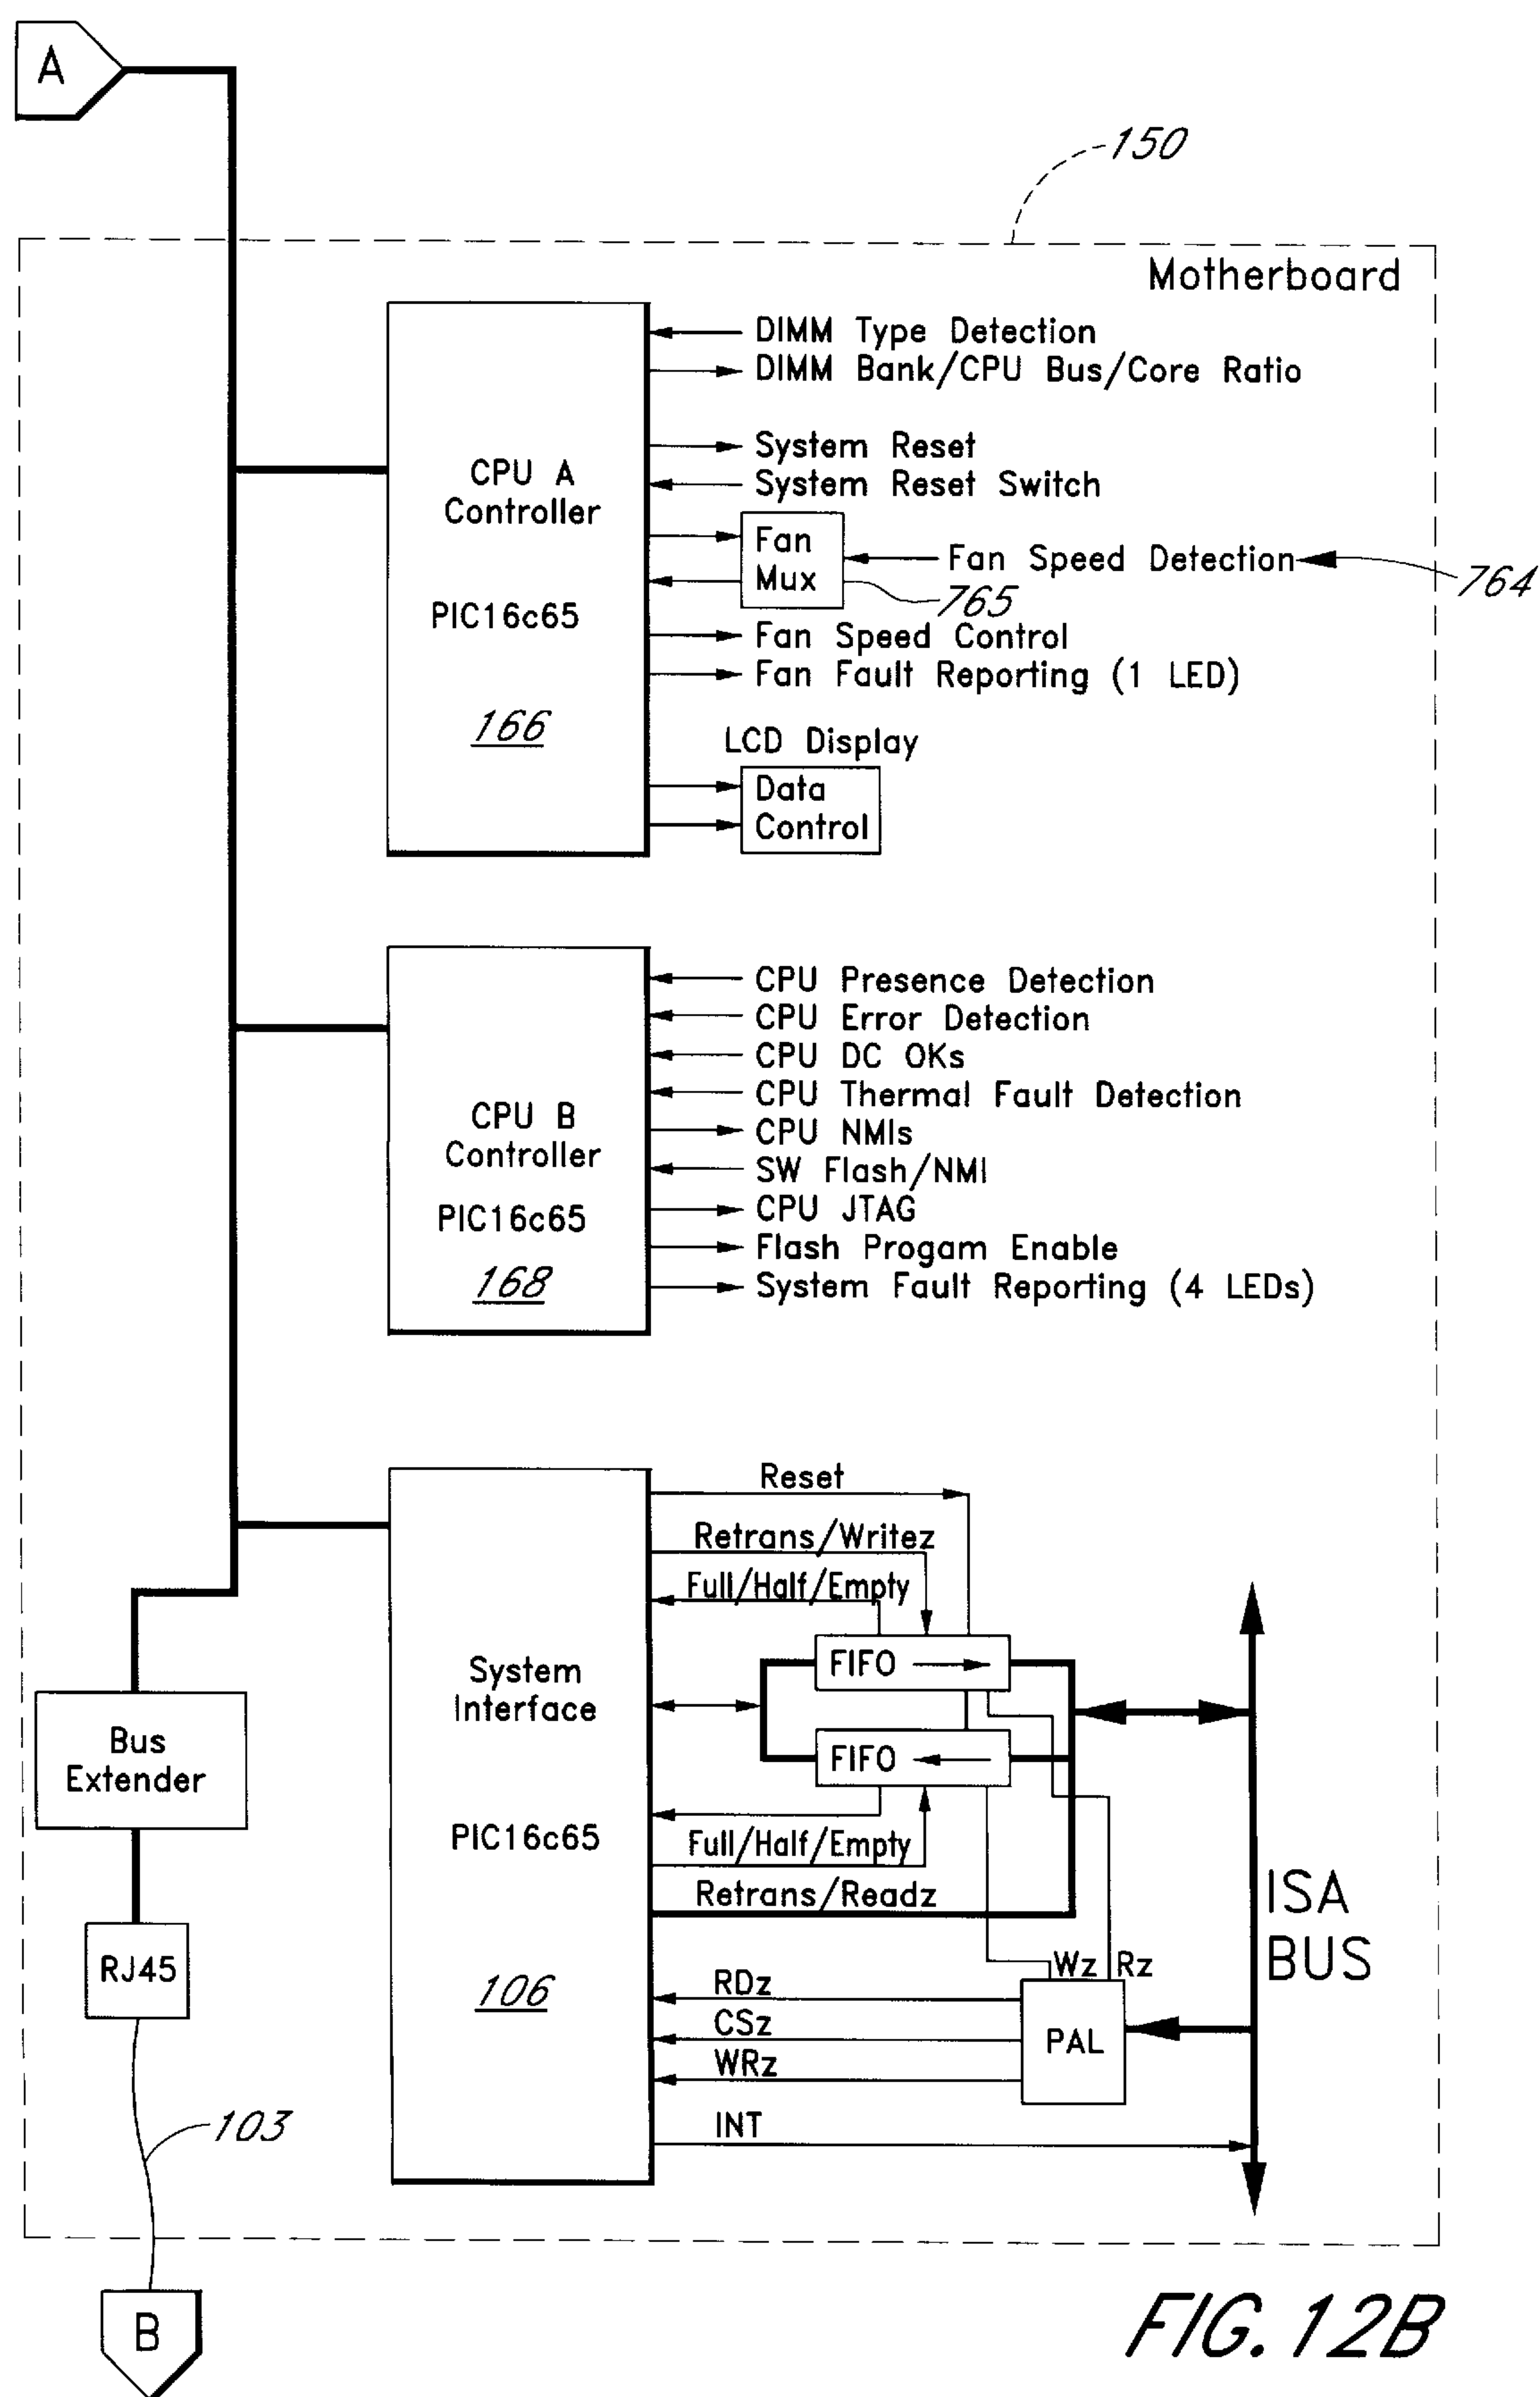 A
150
Motherboard
DIMM Type Detection
DIMM Bank/CPU Bus/Core Ratio
System Reset
System Reset Switch
CPU A
Controller
PIC16c65
166
Fan
Mux
Fan Speed Detection
764
765
Fan Speed Control
Fan Fault Reporting (1 LED)
LCD Display
Data
Control
CPU Presence Detection
CPU Error Detection
CPU DC OKs
CPU Thermal Fault Detection
CPU NMIs
SW Flash/NMI
CPU JTAG
Flash Progam Enable
System Fault Reporting (4 LEDs)
CPU B
Controller
PIC16c65
168
Reset
Retrans/Writez
Full/Half/Empty
FIFO
FIFO
Full/Half/Empty
Retrans/Readz
System
Interface
PIC16c65
106
Bus
Extender
RJ45
ISA
BUS
Wz Rz
RDz
CSz
WRz
PAL
INT
103
B
FIG. 12B